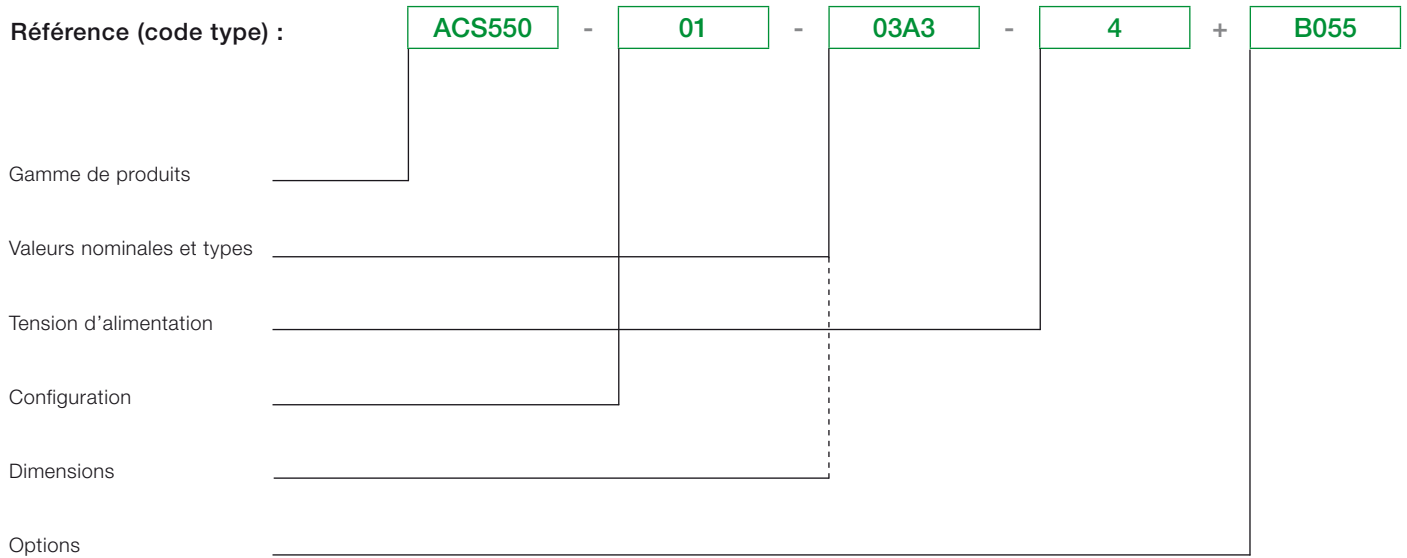 Référence (code type) : ACS550 - 01 - 03A3 - 4 + B055
Gamme de produits
Valeurs nominales et types
Tension d’alimentation
Configuration
Dimensions
Options